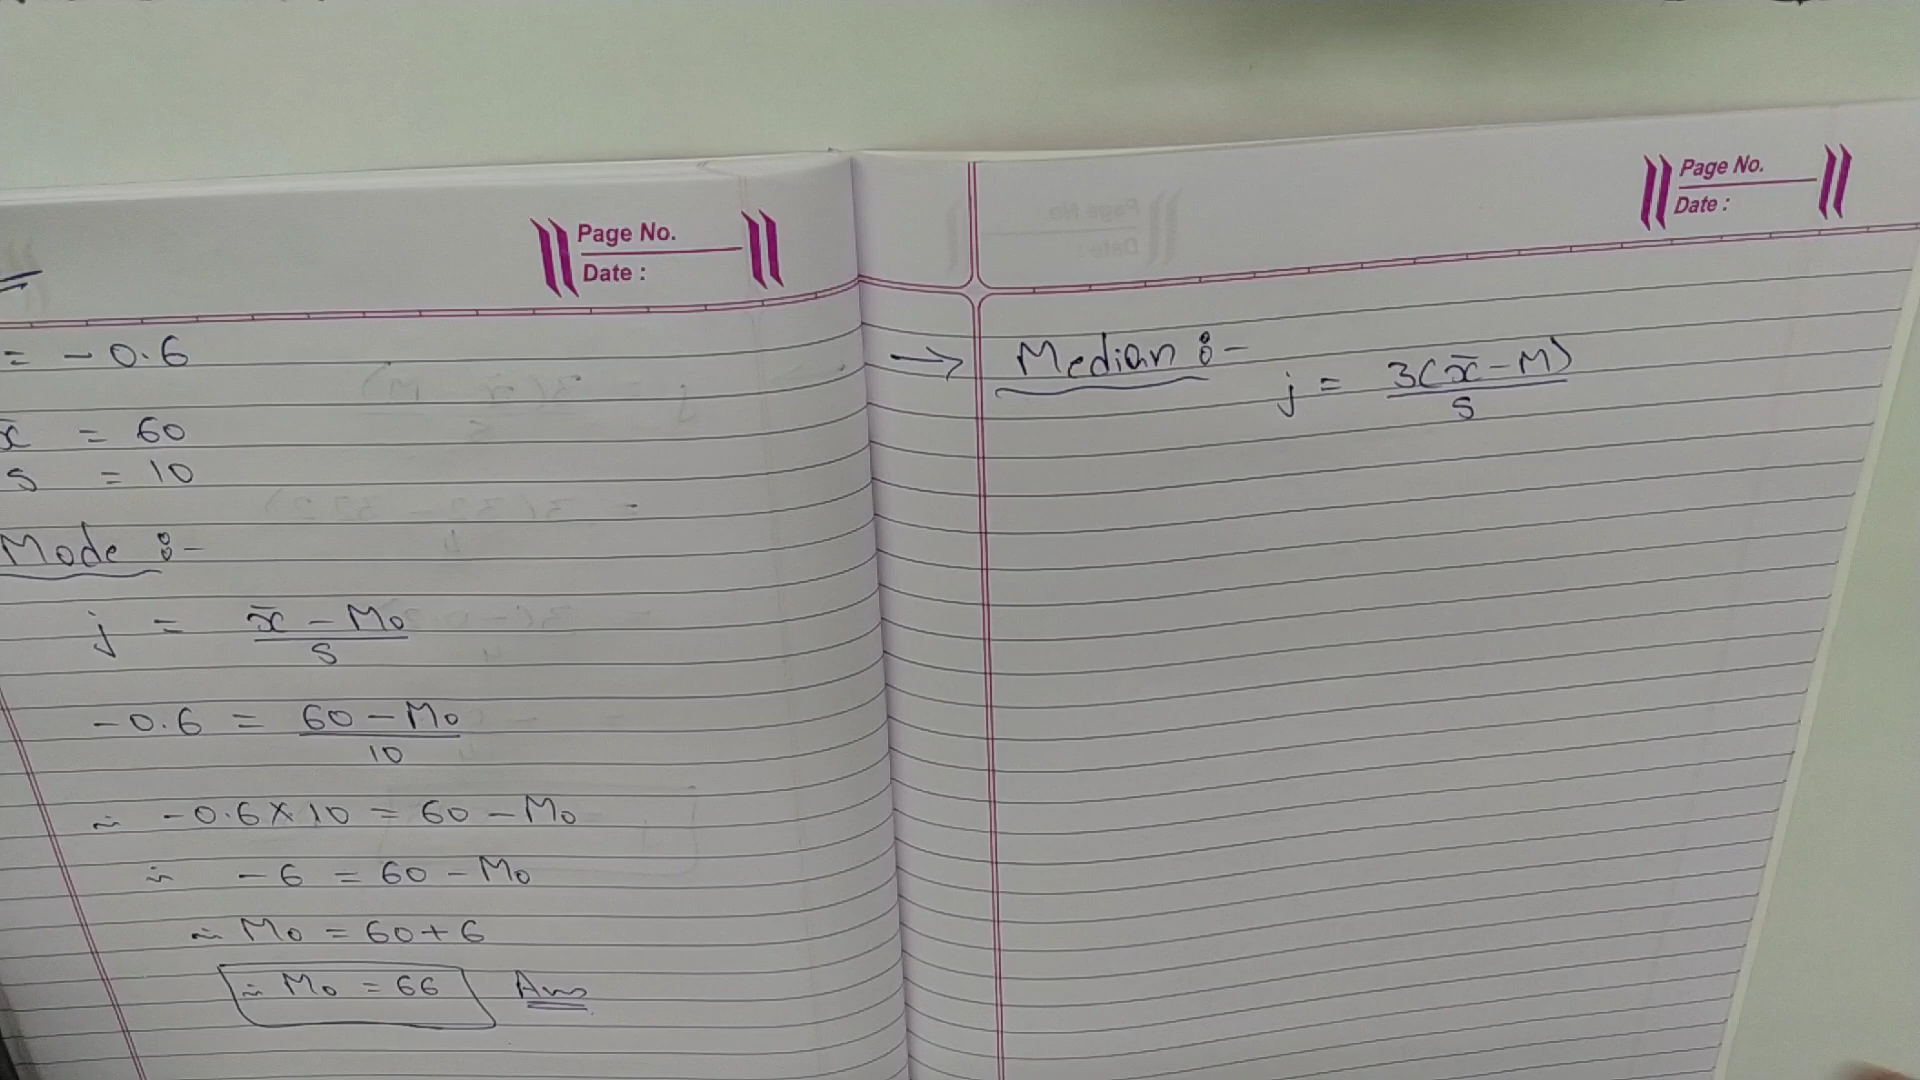 Page No.
Date :
= - 0.6
x̄ = 60
s = 10
Mode :-
j = x̄ - Mo / s
-0.6 = 60 - Mo / 10
∴ -0.6 × 10 = 60 - Mo
∴ -6 = 60 - Mo
∴ Mo = 60 + 6
∴ Mo = 66 Ans
Page No.
Date :
→ Median :-
j = 3(x̄ - M) / s